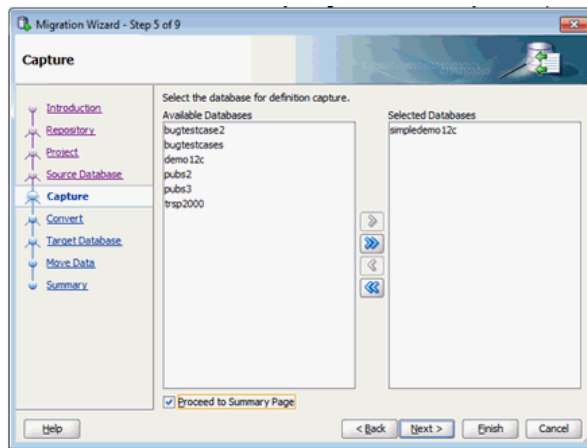 Migration Wizard - Step 5 of 9
Capture
Introduction
Repository
Project
Source Database
Capture
Convert
Target Database
Move Data
Summary
Select the database for definition capture.
Available Databases
bugtestcase2
bugtestcases
demo12c
pubs2
pubs3
trsp2000
Selected Databases
simpledemo12c
Proceed to Summary Page
Help
< Back
Next >
Finish
Cancel